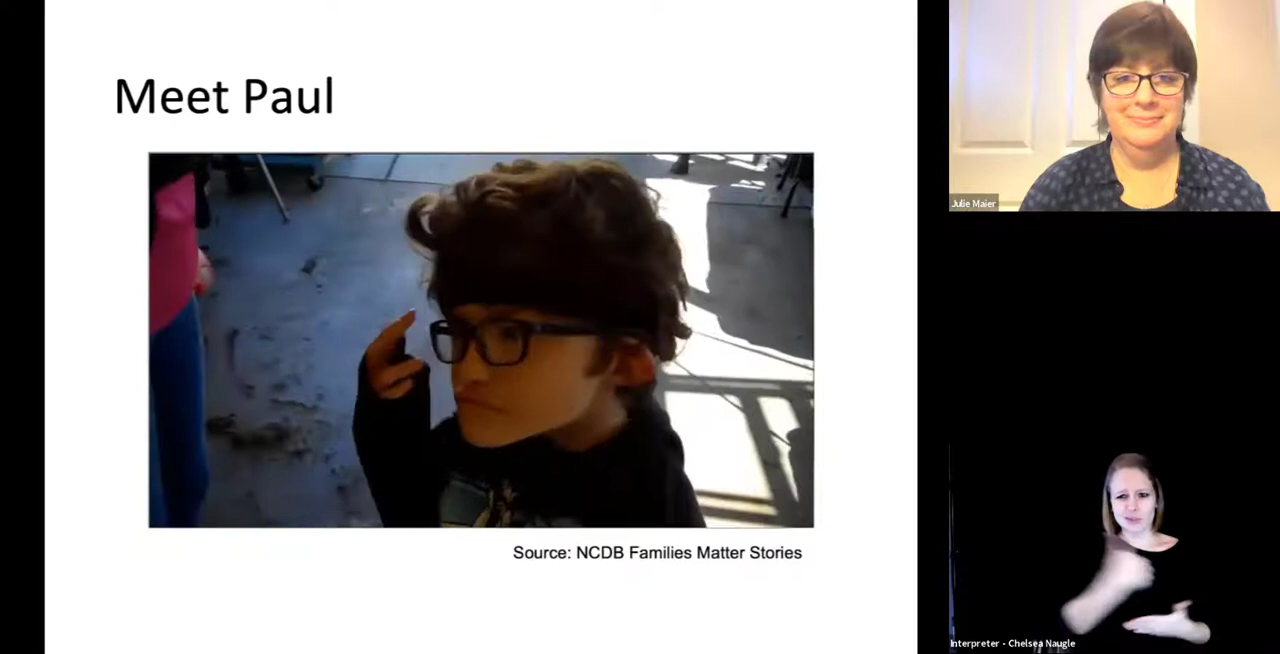 Meet Paul
Source: NCDB Families Matter Stories
Julie Maier
Interpreter - Chelsea Naugle